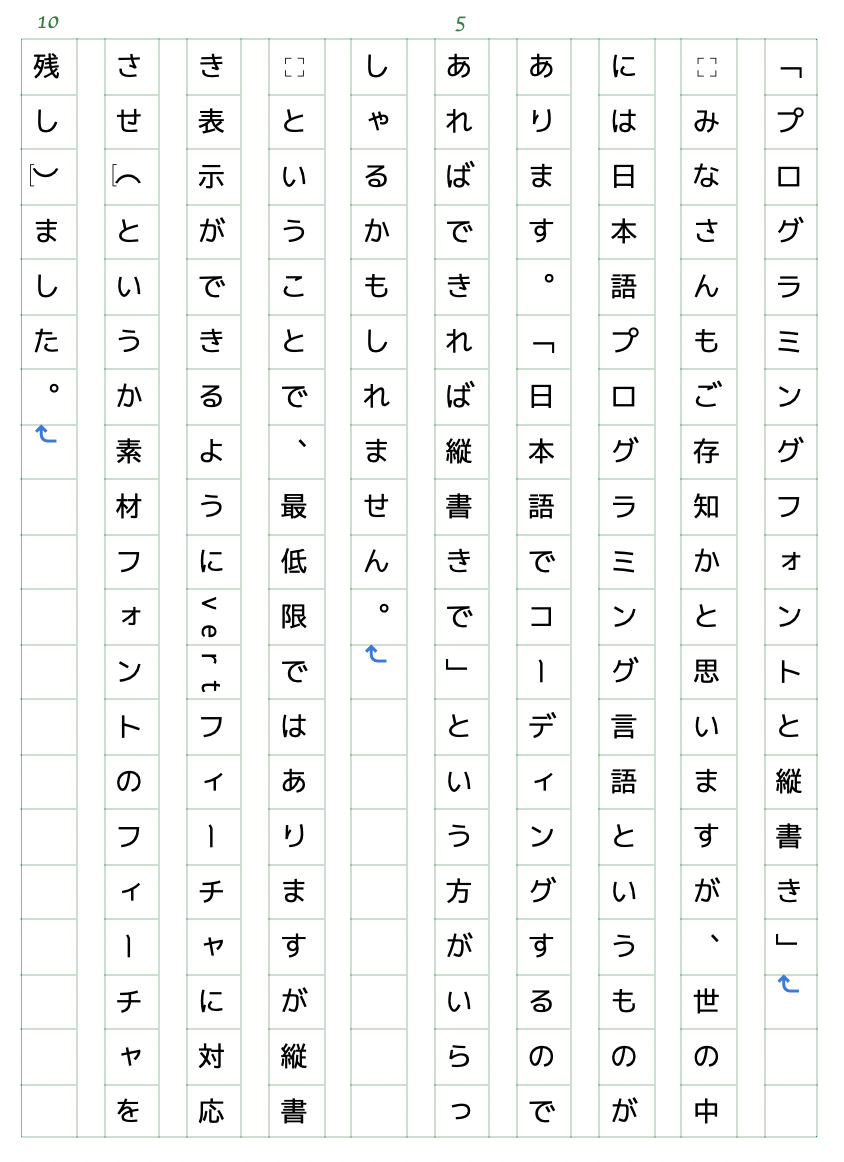 「プログラミングフォントと縦書き」
　みなさんもご存知かと思いますが、世の中
には日本語プログラミング言語というものが
あります。「日本語でコーディングするので
あればできれば縦書きで」という方がいらっ
しゃるかもしれません。
　ということで、最低限ではありますが縦書
き表示ができるようにvertフィーチャに対応
させ（というか素材フォントのフィーチャを
残し）ました。
5
10